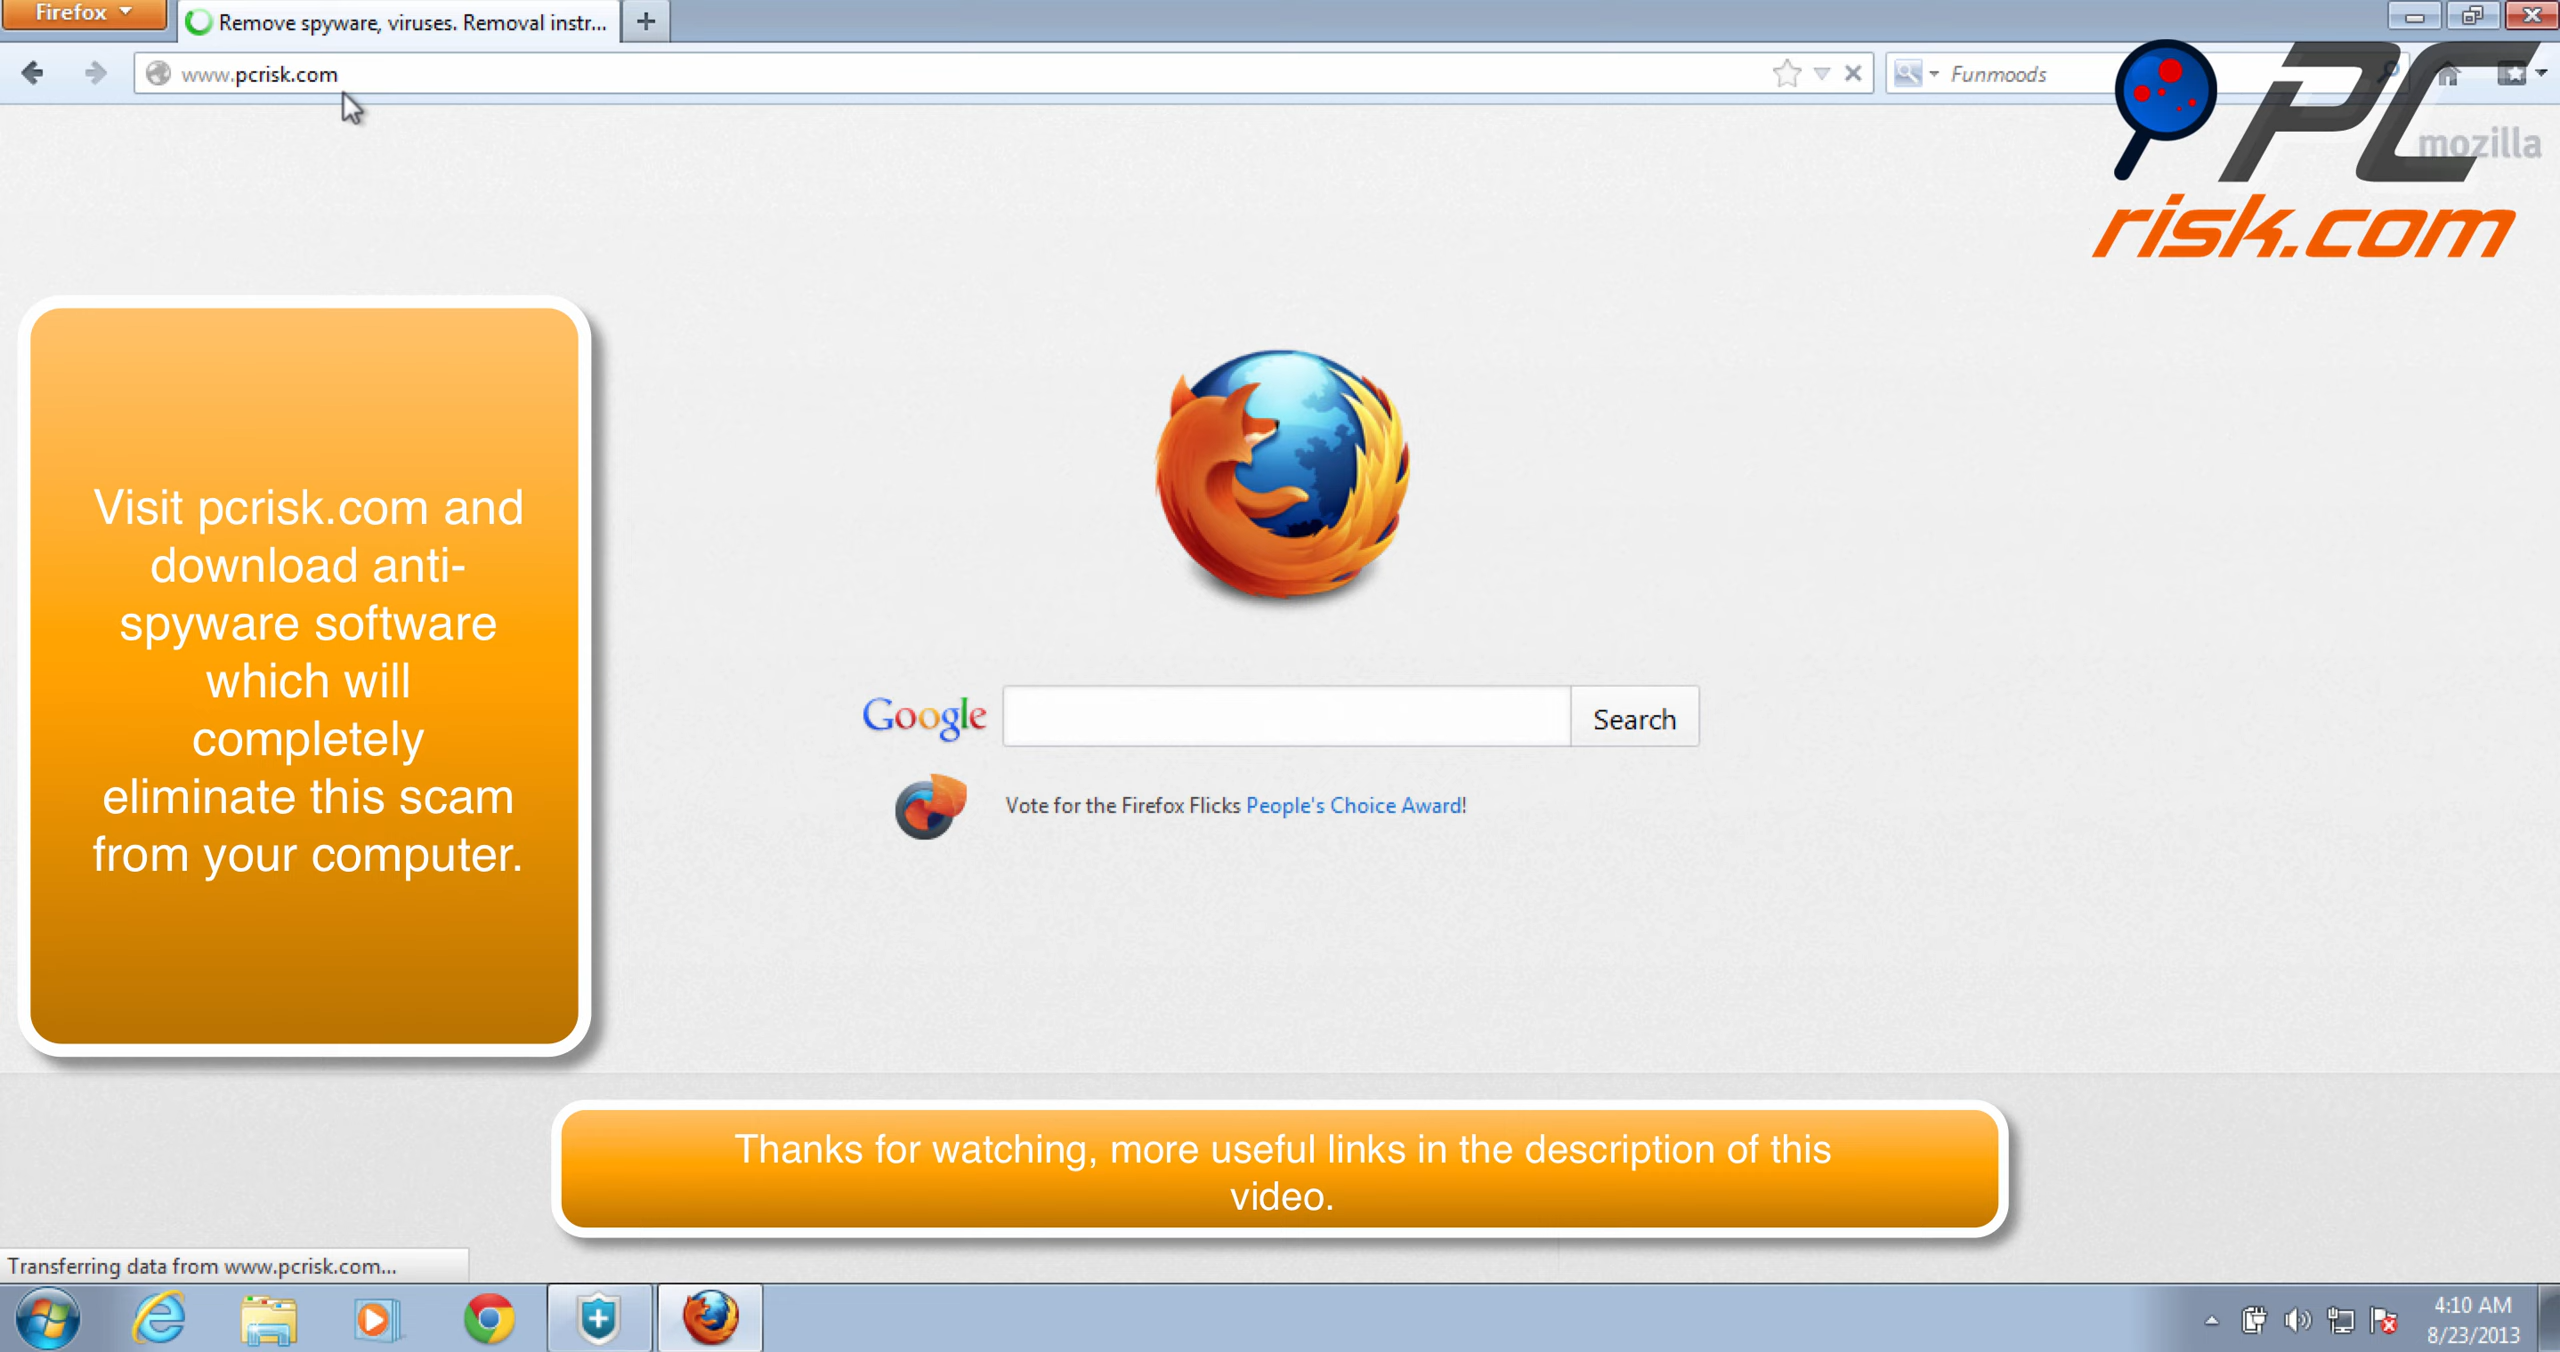 Firefox
Remove spyware, viruses. Removal instr...
www.pcrisk.com
Funmoods
PC
mozilla
risk.com
Visit pcrisk.com and
download anti-
spyware software
which will
completely
eliminate this scam
from your computer.
Google
Search
Vote for the Firefox Flicks People's Choice Award!
Thanks for watching, more useful links in the description of this
video.
Transferring data from www.pcrisk.com...
4:10 AM
8/23/2013